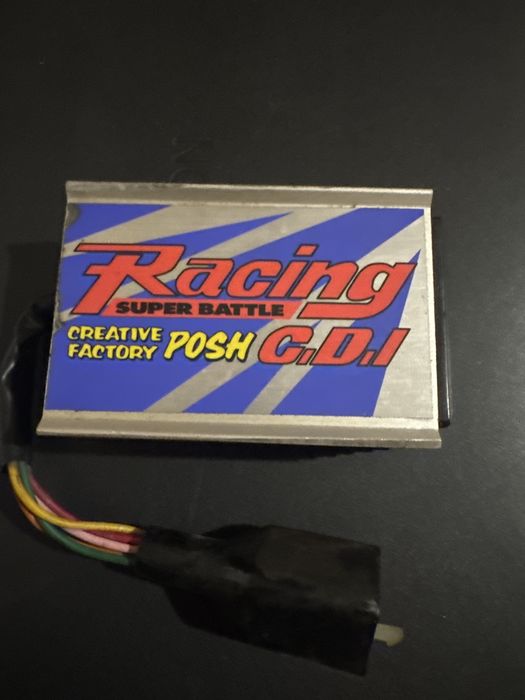 Racing
SUPER BATTLE
CREATIVE
FACTORY POSH C.D.I